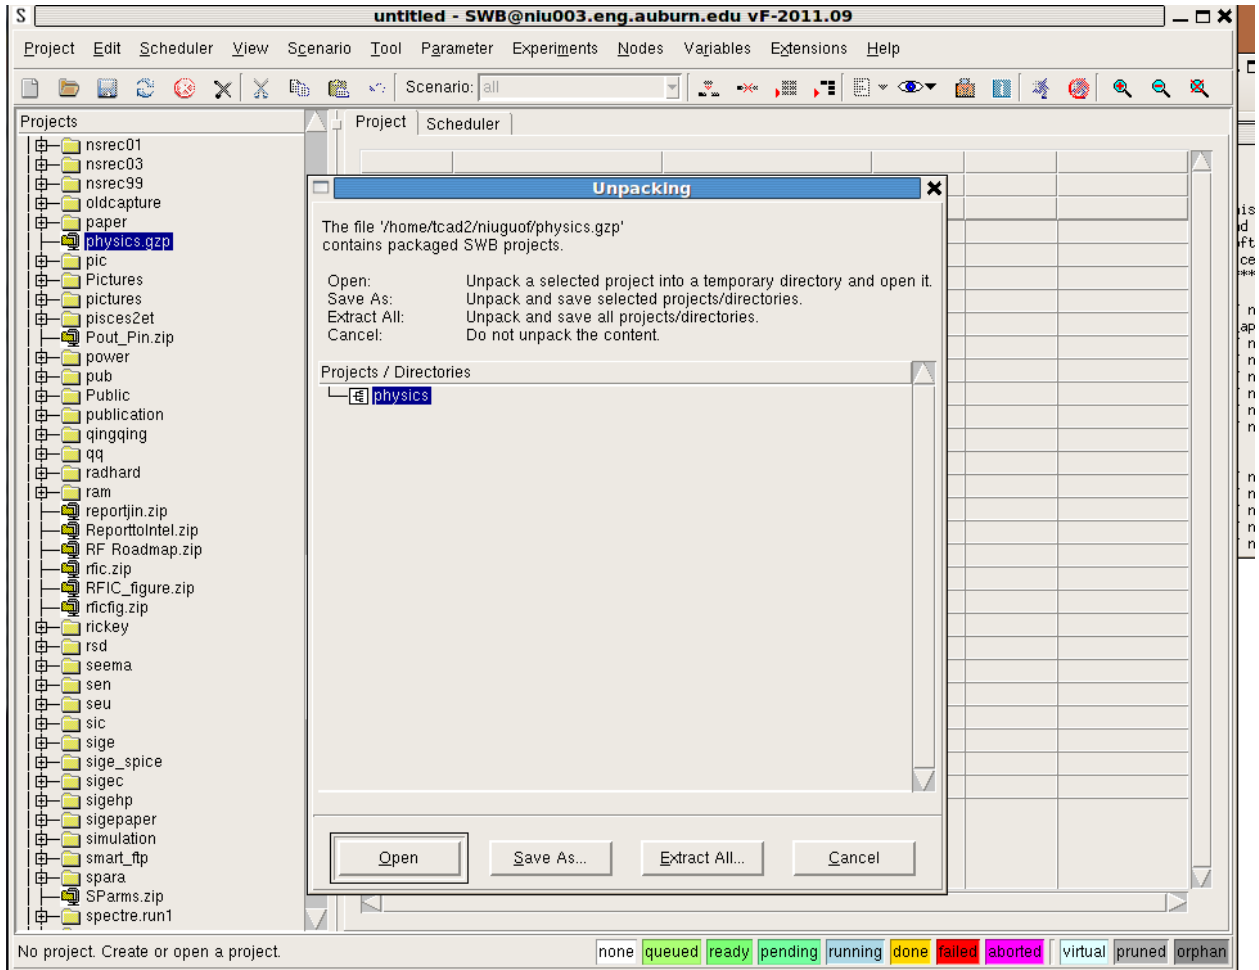 S
untitled - SWB@niu003.eng.auburn.edu vF-2011.09
Project Edit Scheduler View Scenario Tool Parameter Experiments Nodes Variables Extensions Help
Scenario: all
Projects
Project Scheduler
nsrec01
nsrec03
nsrec99
oldcapture
paper
physics.gzp
pic
Pictures
pictures
pisces2et
Pout_Pin.zip
power
pub
Public
publication
qingqing
qq
radhard
ram
reportjin.zip
ReporttoIntel.zip
RF Roadmap.zip
rfic.zip
RFIC_figure.zip
rficfig.zip
rickey
rsd
seema
sen
seu
sic
sige
sige_spice
sigec
sigehp
sigepaper
simulation
smart_ftp
spara
SParms.zip
spectre.run1
Unpacking
The file '/home/tcad2/niuguof/physics.gzp'
contains packaged SWB projects.
Open: Unpack a selected project into a temporary directory and open it.
Save As: Unpack and save selected projects/directories.
Extract All: Unpack and save all projects/directories.
Cancel: Do not unpack the content.
Projects / Directories
physics
Open Save As... Extract All... Cancel
No project. Create or open a project.
none queued ready pending running done failed aborted virtual pruned orphan